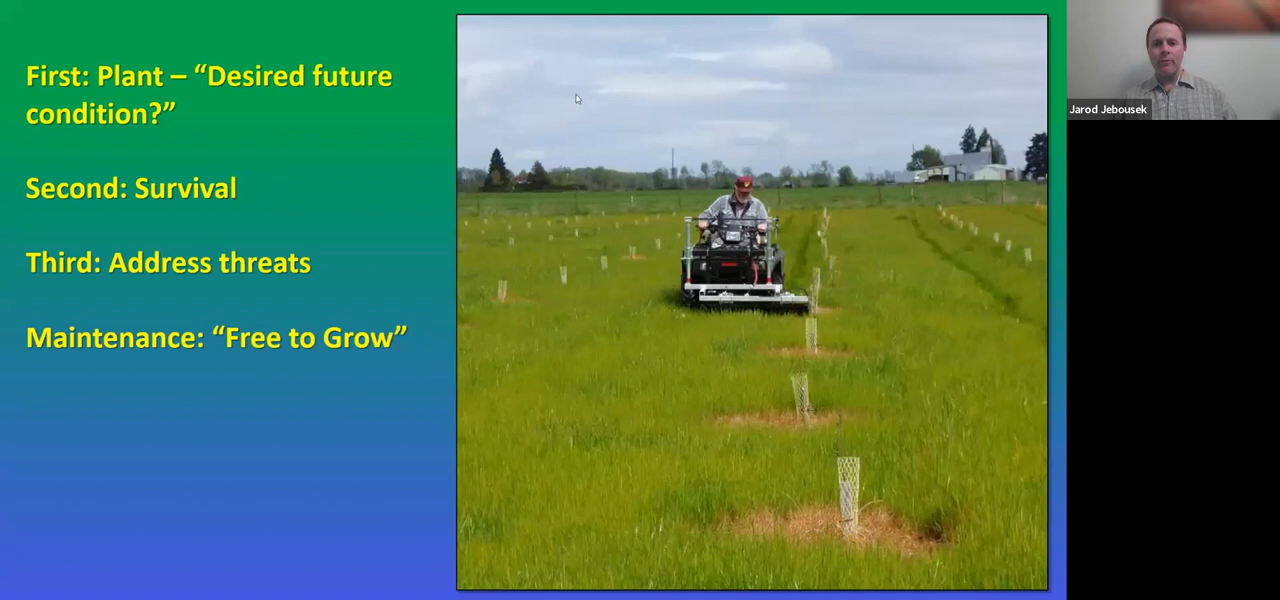 First: Plant – “Desired future
condition?”
Second: Survival
Third: Address threats
Maintenance: “Free to Grow”
Jarod Jebousek